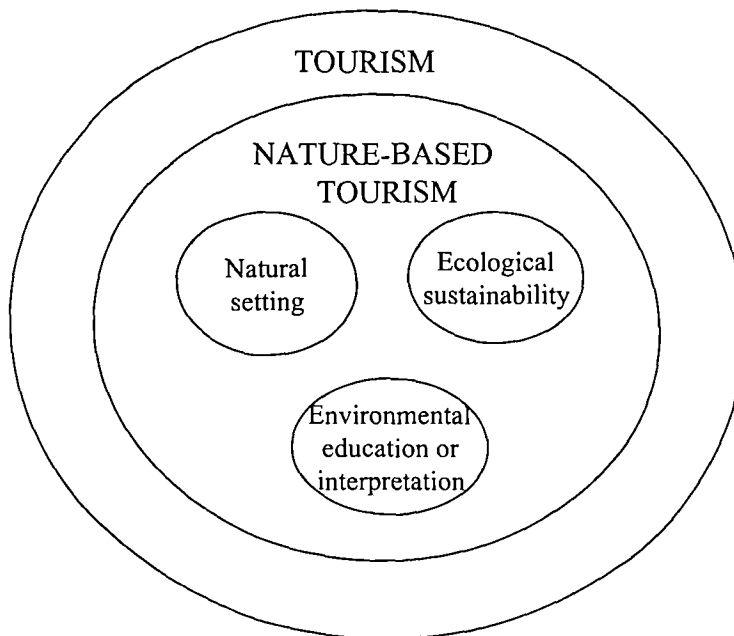 TOURISM
NATURE-BASED
TOURISM
Natural
setting
Ecological
sustainability
Environmental
education or
interpretation